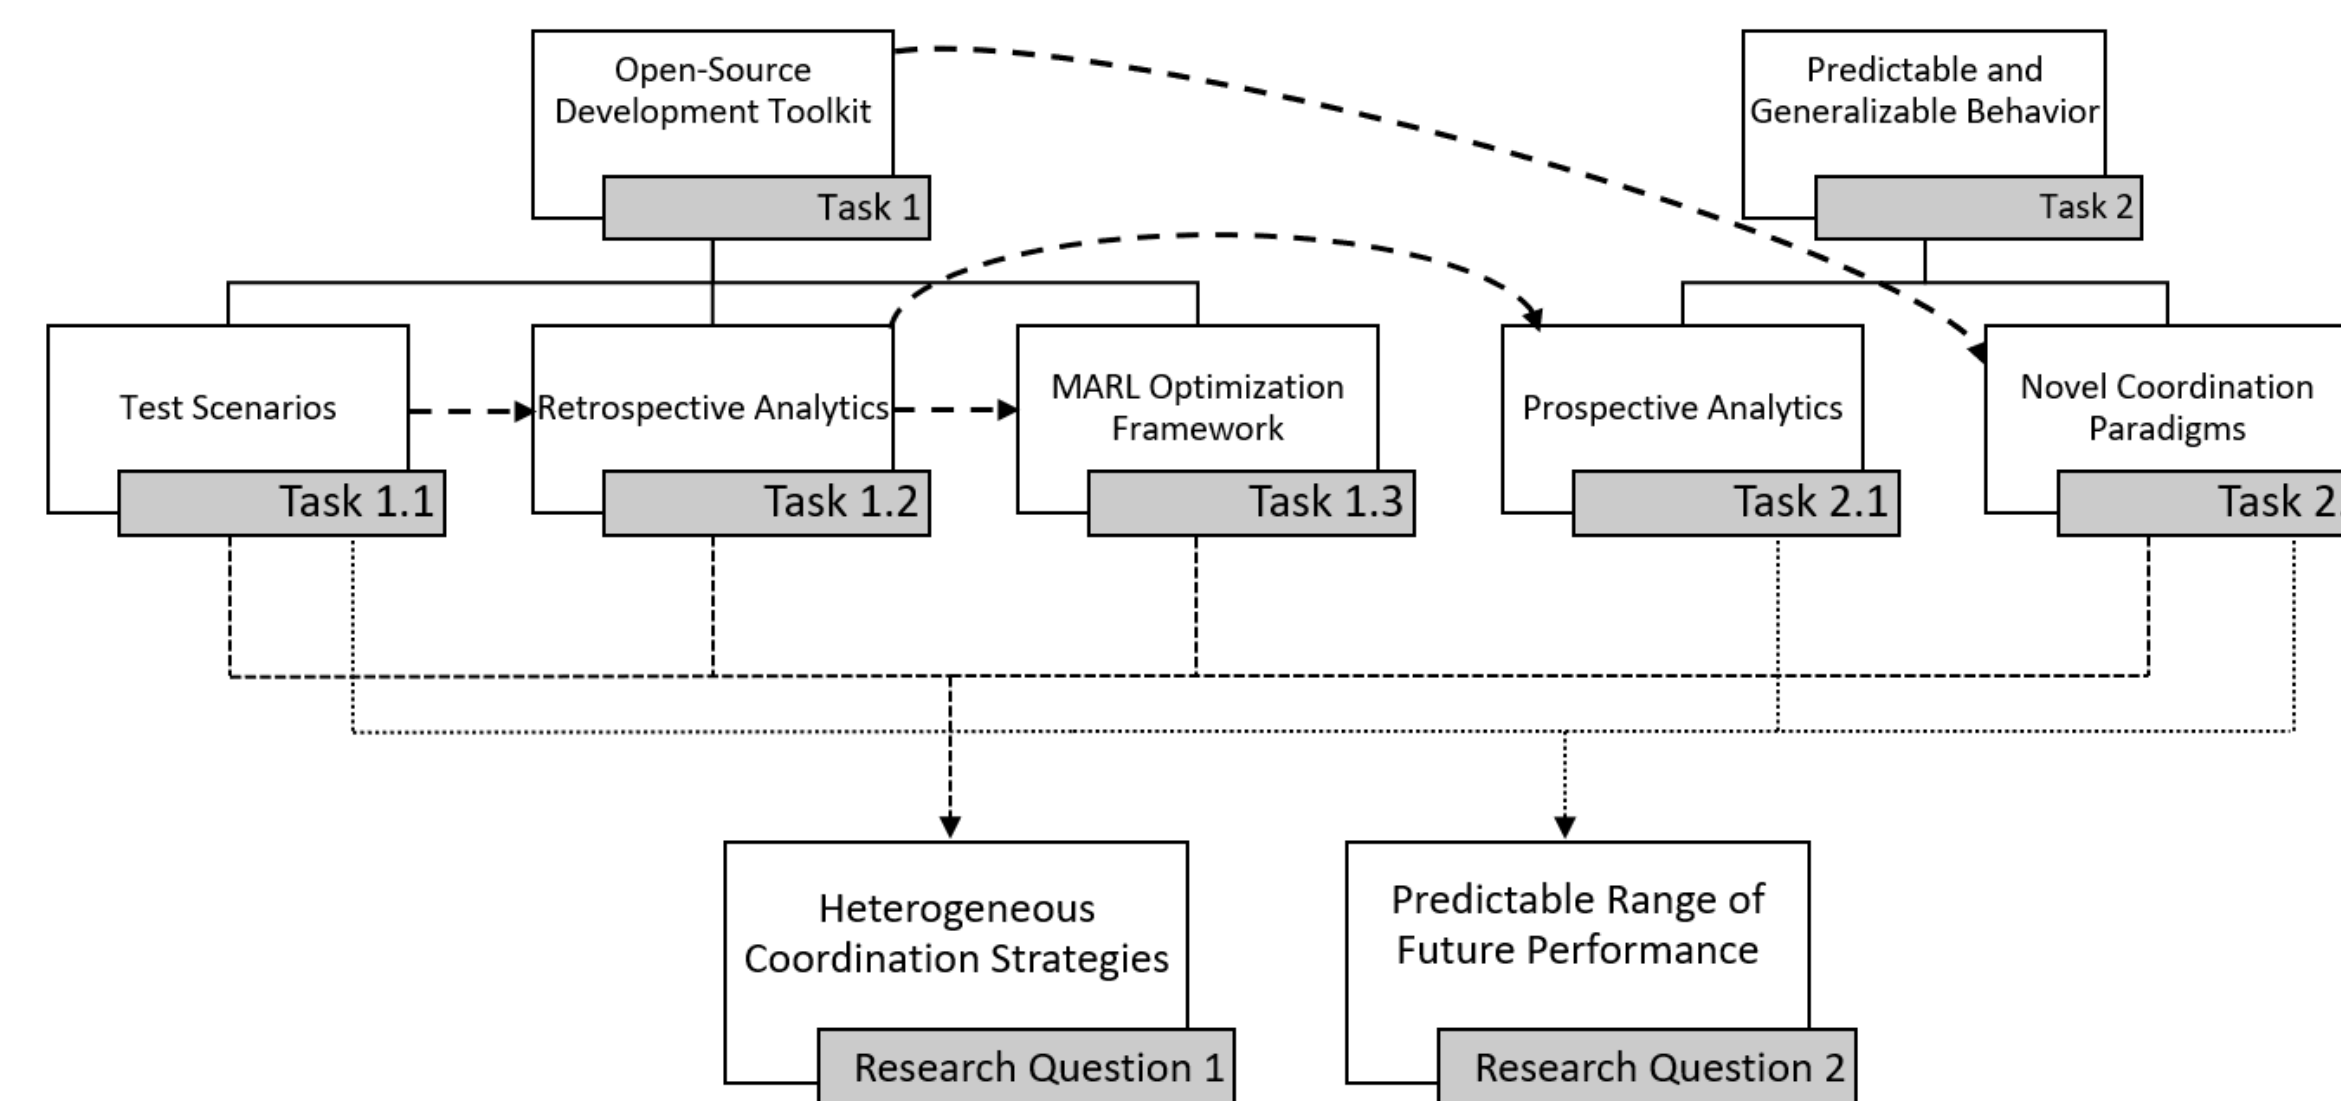 Open-Source
Development Toolkit
Task 1
Predictable and
Generalizable Behavior
Task 2
Test Scenarios
Task 1.1
Retrospective Analytics
Task 1.2
MARL Optimization
Framework
Task 1.3
Prospective Analytics
Task 2.1
Novel Coordination
Paradigms
Task 2.
Heterogeneous
Coordination Strategies
Research Question 1
Predictable Range of
Future Performance
Research Question 2